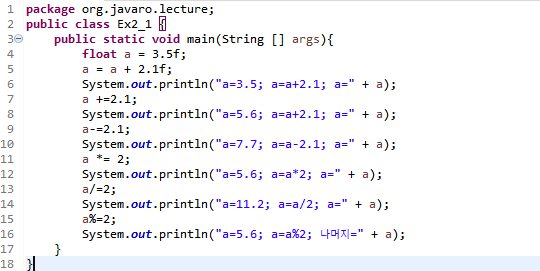 1 package org.javaro.lecture;
2 public class Ex2_1 {
3 public static void main(String [] args){
4 float a = 3.5f;
5 a = a + 2.1f;
6 System.out.println("a=3.5; a=a+2.1; a=" + a);
7 a +=2.1;
8 System.out.println("a=5.6; a=a+2.1; a=" + a);
9 a-=2.1;
10 System.out.println("a=7.7; a=a-2.1; a=" + a);
11 a *= 2;
12 System.out.println("a=5.6; a=a*2; a=" + a);
13 a/=2;
14 System.out.println("a=11.2; a=a/2; a=" + a);
15 a%=2;
16 System.out.println("a=5.6; a=a%2; 나머지=" + a);
17 }
18 }